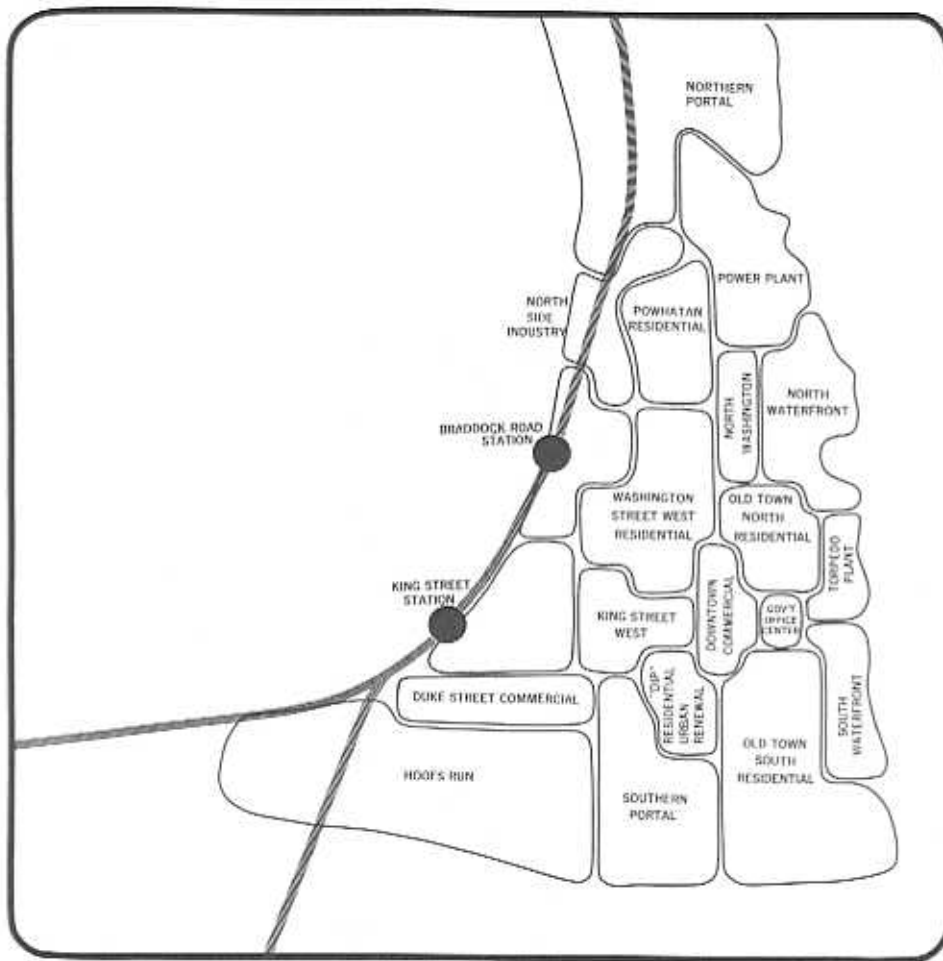 NORTHERN
PORTAL
POWER PLANT
NORTH
SIDE
INDUSTRY
POWHATAN
RESIDENTIAL
NORTH
WASHINGTON
NORTH
WATERFRONT
BRADDOCK ROAD
STATION
WASHINGTON
STREET WEST
RESIDENTIAL
OLD TOWN
NORTH
RESIDENTIAL
TORPEDO
PLANT
KING STREET
STATION
KING STREET
WEST
DOWNTOWN
COMMERCIAL
GOV'T
OFFICE
CENTER
DUKE STREET COMMERCIAL
"DIP"
RESIDENTIAL
URBAN
RENEWAL
SOUTH
WATERFRONT
OLD TOWN
SOUTH
RESIDENTIAL
HOOFS RUN
SOUTHERN
PORTAL